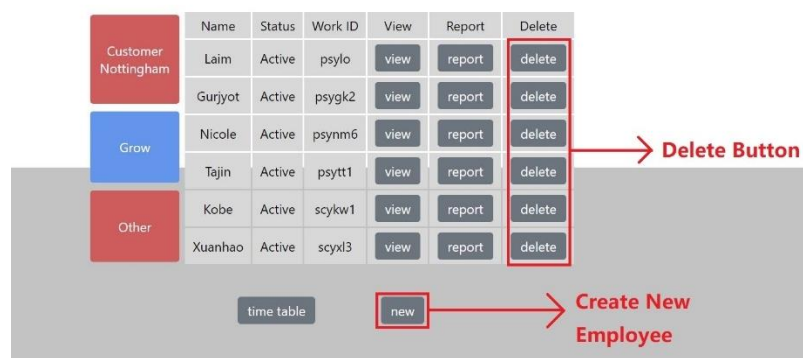 Name Status Work ID View Report Delete
Customer
Nottingham
Laim Active psylo view report delete
Gurjyot Active psygk2 view report delete
Grow
Nicole Active psynm6 view report delete
Delete Button
Tajin Active psytt1 view report delete
Other
Kobe Active scykw1 view report delete
Xuanhao Active scyxl3 view report delete
time table new
Create New
Employee